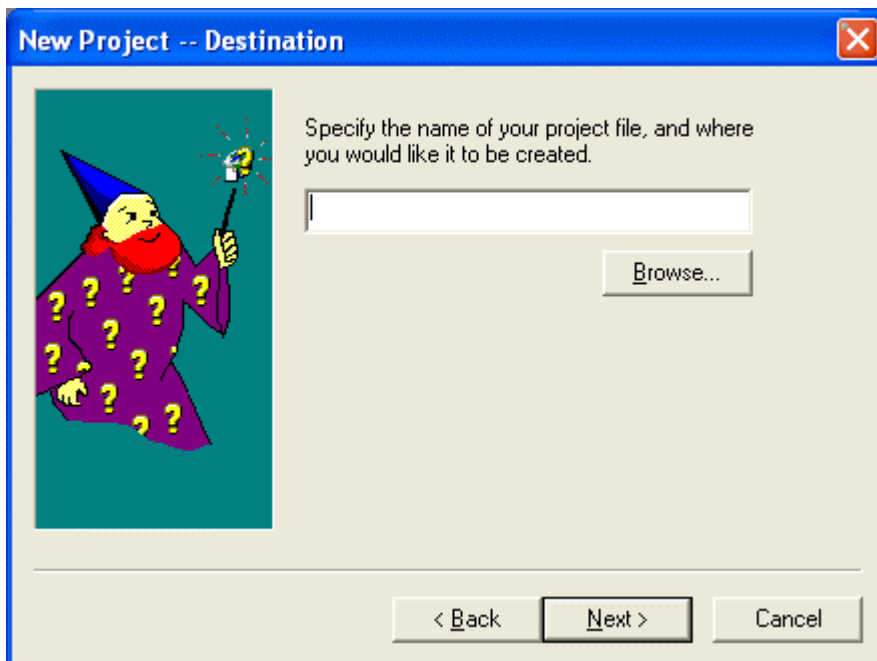 New Project -- Destination
Specify the name of your project file, and where
you would like it to be created.
Browse...
< Back
Next >
Cancel